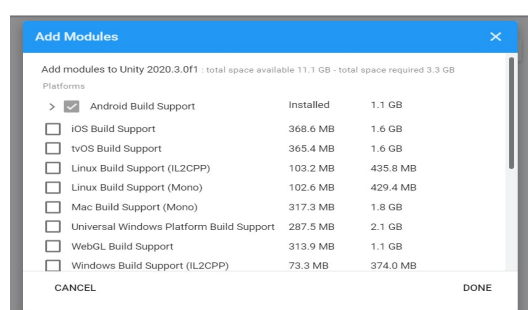 Add Modules
Add modules to Unity 2020.3.0f1 : total space available 11.1 GB - total space required 3.3 GB
Platforms
Android Build Support Installed 1.1 GB
iOS Build Support 368.6 MB 1.6 GB
tvOS Build Support 365.4 MB 1.6 GB
Linux Build Support (IL2CPP) 103.2 MB 435.8 MB
Linux Build Support (Mono) 102.6 MB 429.4 MB
Mac Build Support (Mono) 317.3 MB 1.8 GB
Universal Windows Platform Build Support 287.5 MB 2.1 GB
WebGL Build Support 313.9 MB 1.1 GB
Windows Build Support (IL2CPP) 73.3 MB 374.0 MB
CANCEL DONE